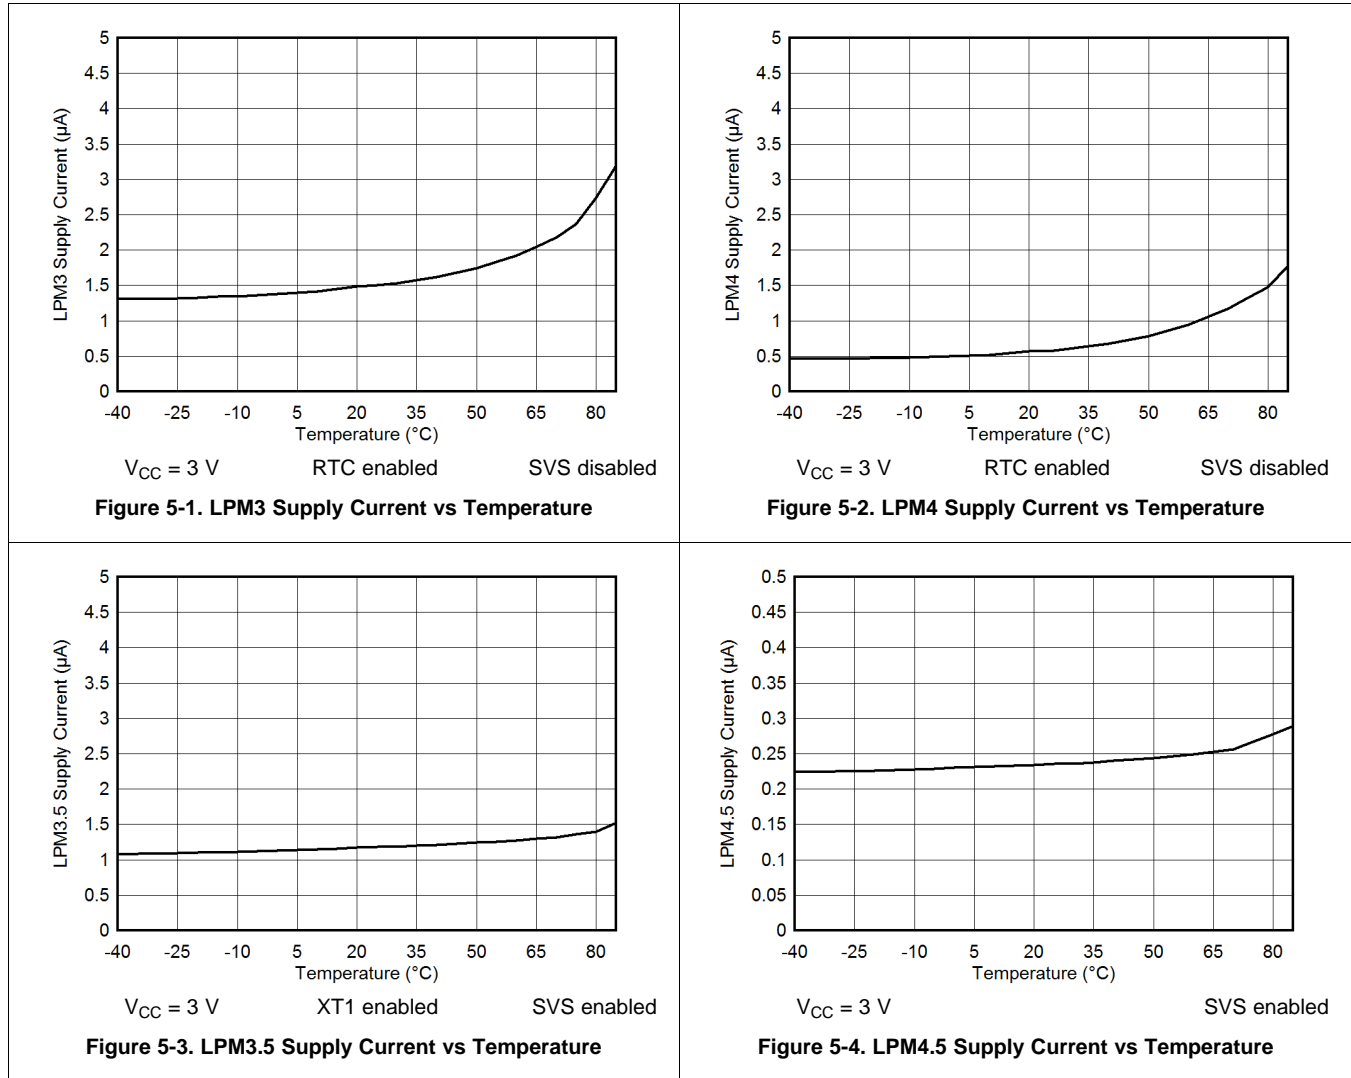 5
4.5
4
3.5
3
2.5
2
1.5
1
0.5
0
LPM3 Supply Current (µA)
-40 -25 -10 5 20 35 50 65 80
Temperature (°C)
VCC = 3 V RTC enabled SVS disabled
Figure 5-1. LPM3 Supply Current vs Temperature
5
4.5
4
3.5
3
2.5
2
1.5
1
0.5
0
LPM4 Supply Current (µA)
-40 -25 -10 5 20 35 50 65 80
Temperature (°C)
VCC = 3 V RTC enabled SVS disabled
Figure 5-2. LPM4 Supply Current vs Temperature
5
4.5
4
3.5
3
2.5
2
1.5
1
0.5
0
LPM3.5 Supply Current (µA)
-40 -25 -10 5 20 35 50 65 80
Temperature (°C)
VCC = 3 V XT1 enabled SVS enabled
Figure 5-3. LPM3.5 Supply Current vs Temperature
0.5
0.45
0.4
0.35
0.3
0.25
0.2
0.15
0.1
0.05
0
LPM4.5 Supply Current (µA)
-40 -25 -10 5 20 35 50 65 80
Temperature (°C)
VCC = 3 V SVS enabled
Figure 5-4. LPM4.5 Supply Current vs Temperature